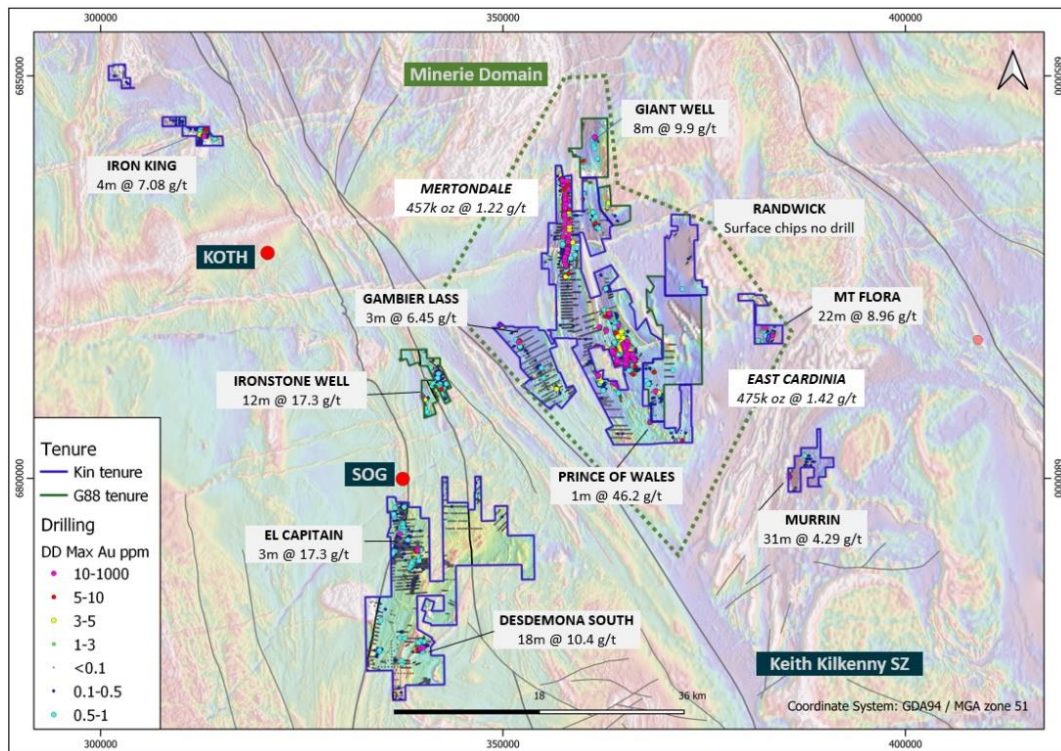 300000
350000
400000
6850000
6850000
Minerie Domain
GIANT WELL
8m @ 9.9 g/t
IRON KING
4m @ 7.08 g/t
MERTONDALE
457k oz @ 1.22 g/t
RANDWICK
Surface chips no drill
KOTH
GAMBIER LASS
3m @ 6.45 g/t
MT FLORA
22m @ 8.96 g/t
IRONSTONE WELL
12m @ 17.3 g/t
EAST CARDINIA
475k oz @ 1.42 g/t
Tenure
Kin tenure
G88 tenure
Drilling
DD Max Au ppm
10-1000
5-10
3-5
1-3
<0.1
0.1-0.5
0.5-1
SOG
PRINCE OF WALES
1m @ 46.2 g/t
6800000
MURRIN
31m @ 4.29 g/t
EL CAPITAIN
3m @ 17.3 g/t
DESDEMONA SOUTH
18m @ 10.4 g/t
Keith Kilkenny SZ
18
36 km
Coordinate System: GDA94 / MGA zone 51
300000
350000
400000